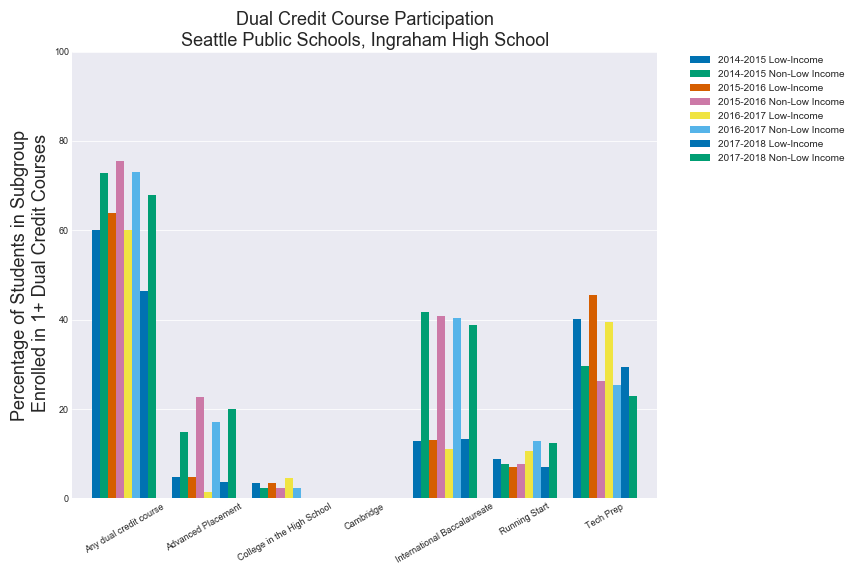 Dual Credit Course Participation
Seattle Public Schools, Ingraham High School
Percentage of Students in Subgroup
Enrolled in 1+ Dual Credit Courses
100
80
60
40
20
0
Any dual credit course
Advanced Placement
College in the High School
Cambridge
International Baccalaureate
Running Start
Tech Prep
2014-2015 Low-Income
2014-2015 Non-Low Income
2015-2016 Low-Income
2015-2016 Non-Low Income
2016-2017 Low-Income
2016-2017 Non-Low Income
2017-2018 Low-Income
2017-2018 Non-Low Income